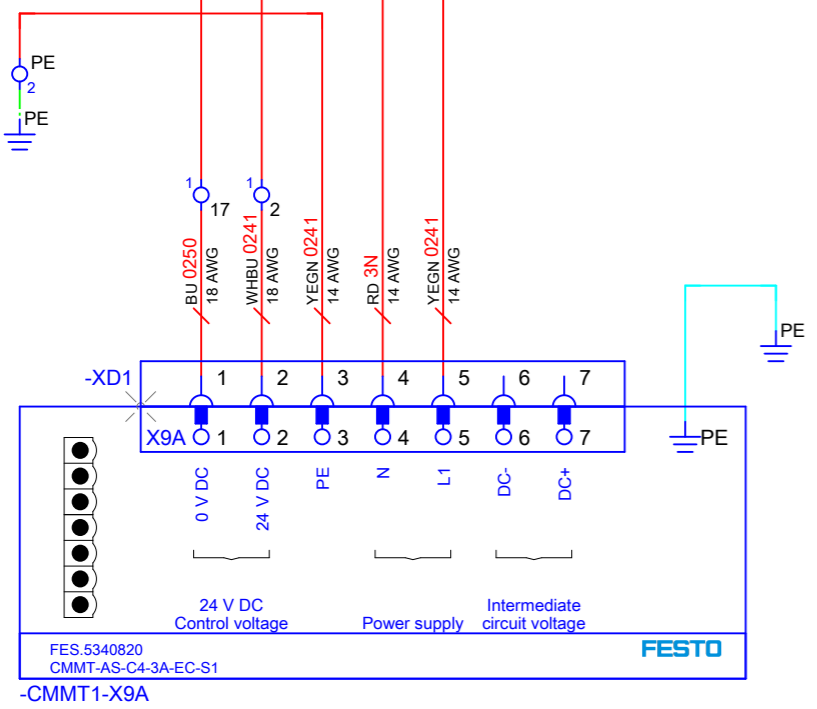 PE
2
PE
1
17
1
2
BU 0250
18 AWG
WHBU 0241
18 AWG
YEGN 0241
14 AWG
RD 3N
14 AWG
YEGN 0241
14 AWG
PE
-XD1
1 2 3 4 5 6 7
X9A 1 2 3 4 5 6 7
PE
0 V DC
24 V DC
PE
N
L1
DC-
DC+
24 V DC
Control voltage
Power supply
Intermediate
circuit voltage
FES.5340820
CMMT-AS-C4-3A-EC-S1
FESTO
-CMMT1-X9A